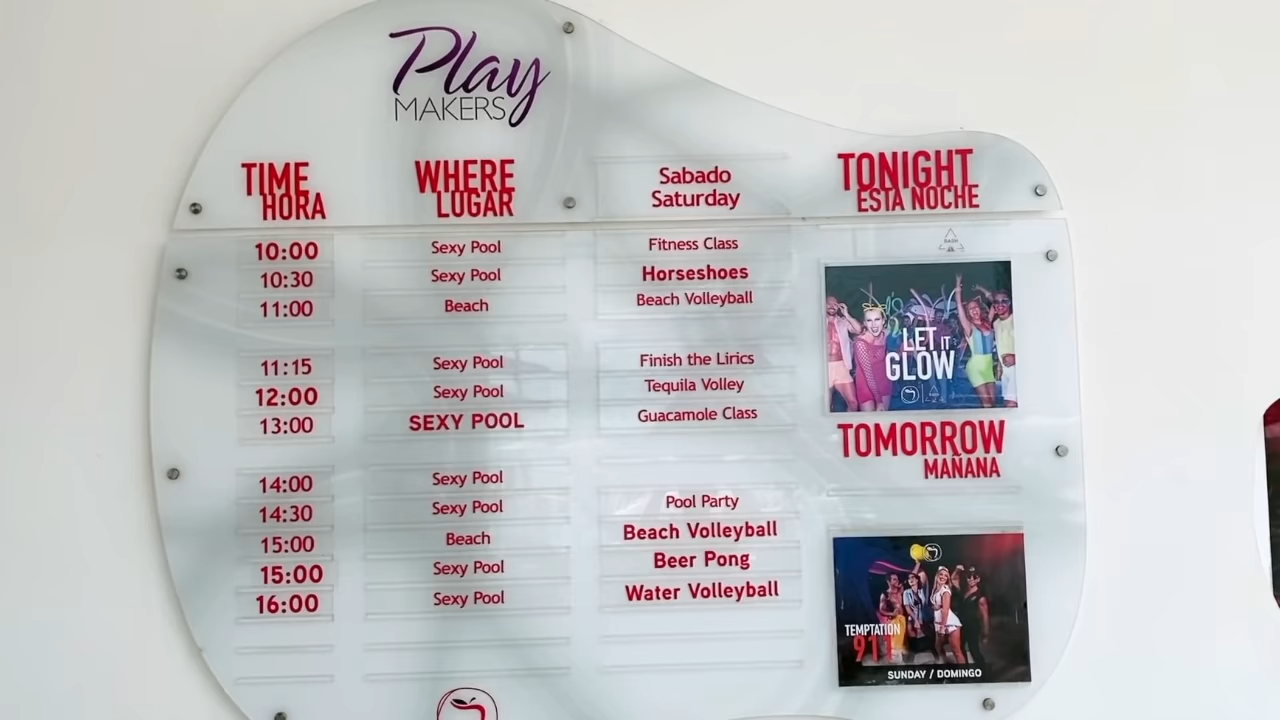 Play
MAKERS
TIME
HORA
WHERE
LUGAR
Sabado
Saturday
TONIGHT
ESTA NOCHE
10:00 Sexy Pool Fitness Class
10:30 Sexy Pool Horseshoes
11:00 Beach Beach Volleyball
11:15 Sexy Pool Finish the Lirics
12:00 Sexy Pool Tequila Volley
13:00 SEXY POOL Guacamole Class
14:00 Sexy Pool
14:30 Sexy Pool Pool Party
15:00 Beach Beach Volleyball
15:00 Sexy Pool Beer Pong
16:00 Sexy Pool Water Volleyball
LET IT
GLOW
TOMORROW
MAÑANA
TEMPTATION
911
SUNDAY / DOMINGO